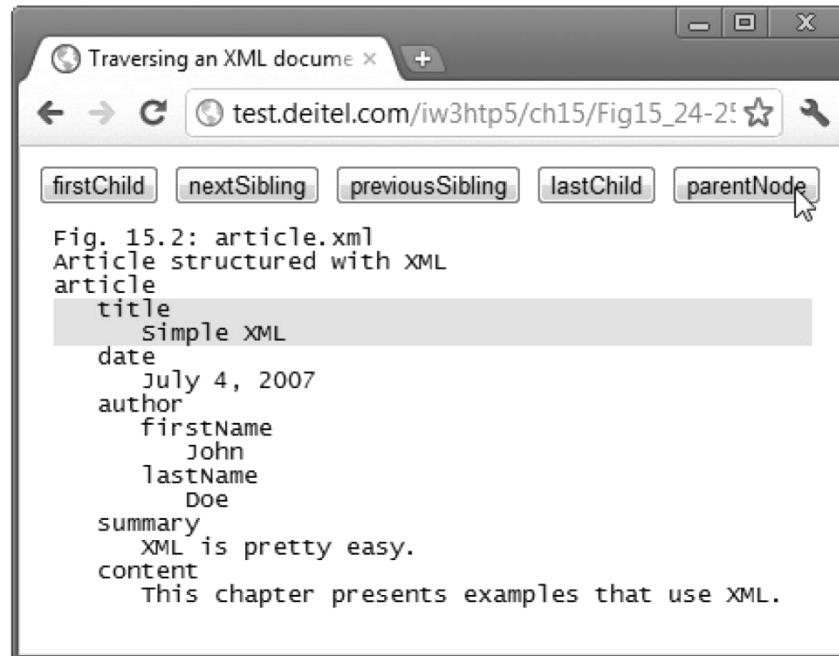 Traversing an XML docume ×
test.deitel.com/iw3htp5/ch15/Fig15_24-25
firstChild nextSibling previousSibling lastChild parentNode
Fig. 15.2: article.xml
Article structured with XML
article
title
Simple XML
date
July 4, 2007
author
firstName
John
lastName
Doe
summary
XML is pretty easy.
content
This chapter presents examples that use XML.